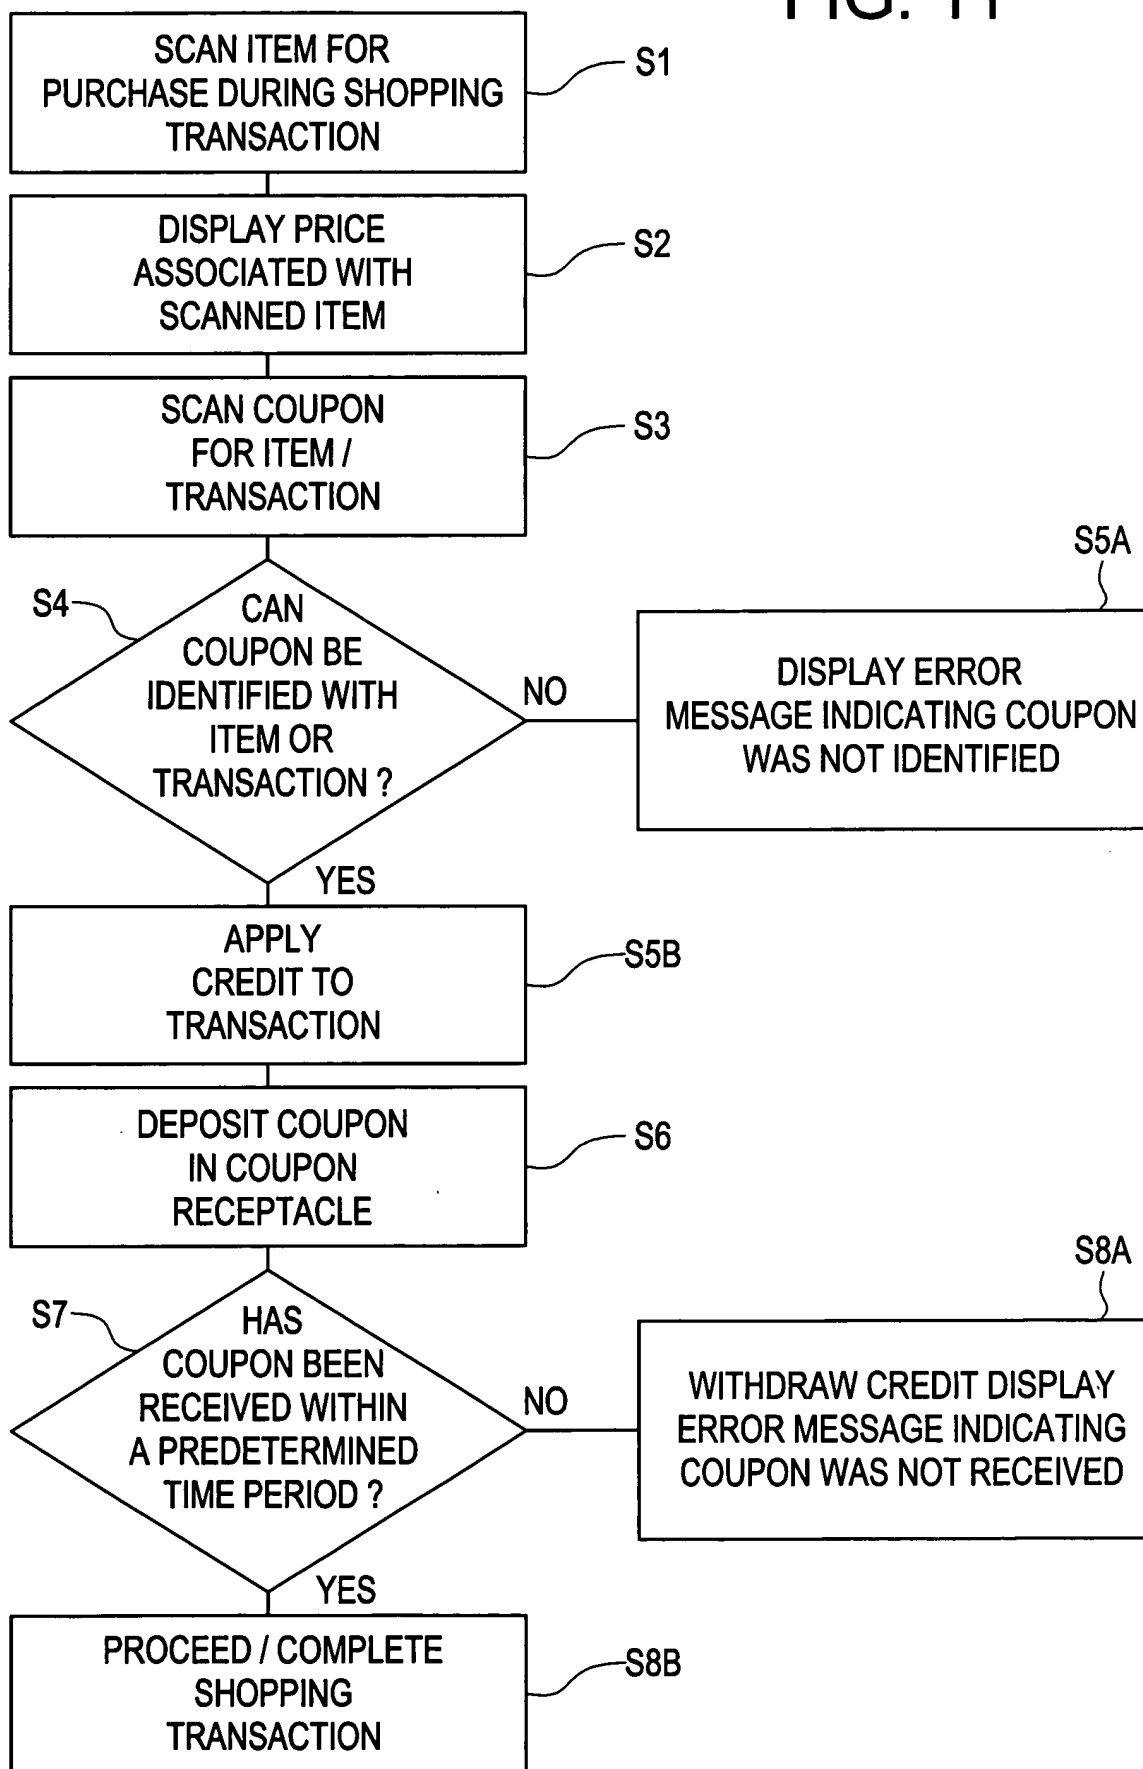 FIG. 11
SCAN ITEM FOR
PURCHASE DURING SHOPPING
TRANSACTION
S1
DISPLAY PRICE
ASSOCIATED WITH
SCANNED ITEM
S2
SCAN COUPON
FOR ITEM /
TRANSACTION
S3
S4
CAN
COUPON BE
IDENTIFIED WITH
ITEM OR
TRANSACTION ?
NO
S5A
DISPLAY ERROR
MESSAGE INDICATING COUPON
WAS NOT IDENTIFIED
YES
APPLY
CREDIT TO
TRANSACTION
S5B
DEPOSIT COUPON
IN COUPON
RECEPTACLE
S6
S7
HAS
COUPON BEEN
RECEIVED WITHIN
A PREDETERMINED
TIME PERIOD ?
NO
S8A
WITHDRAW CREDIT DISPLAY
ERROR MESSAGE INDICATING
COUPON WAS NOT RECEIVED
YES
PROCEED / COMPLETE
SHOPPING
TRANSACTION
S8B